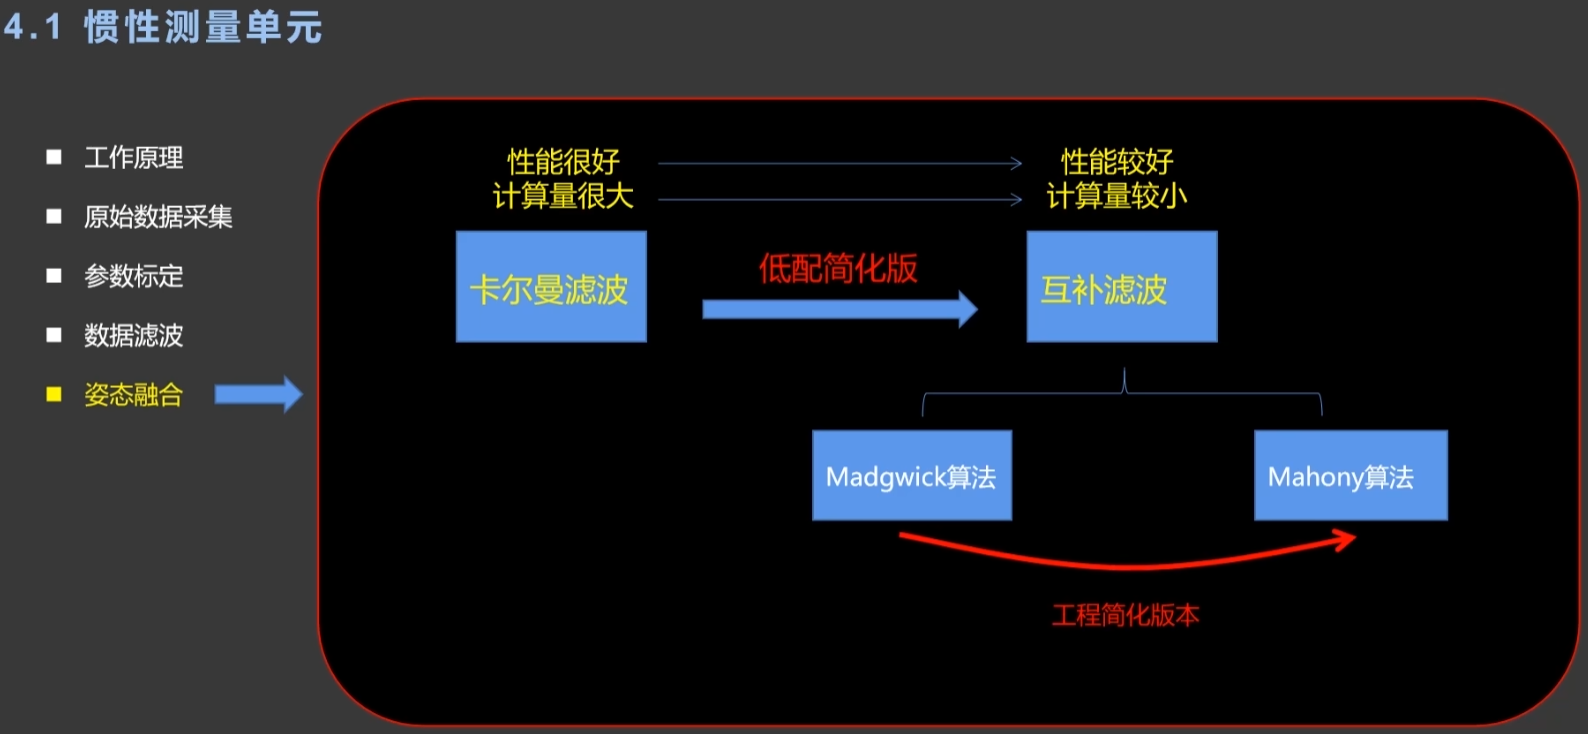 4.1 惯性测量单元
工作原理
原始数据采集
参数标定
数据滤波
姿态融合
性能很好
计算量很大
性能较好
计算量较小
卡尔曼滤波
低配简化版
互补滤波
Madgwick算法
Mahony算法
工程简化版本